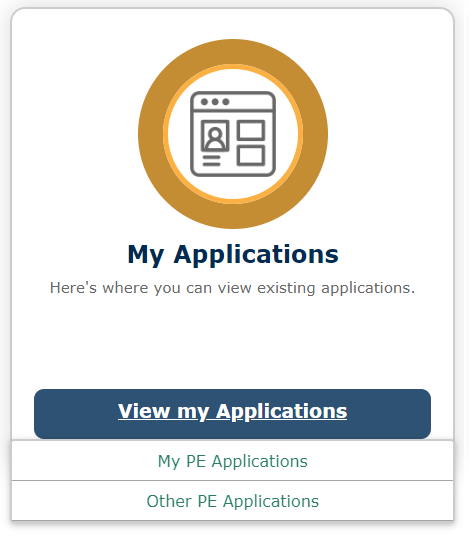 My Applications
Here's where you can view existing applications.
View my Applications
My PE Applications
Other PE Applications